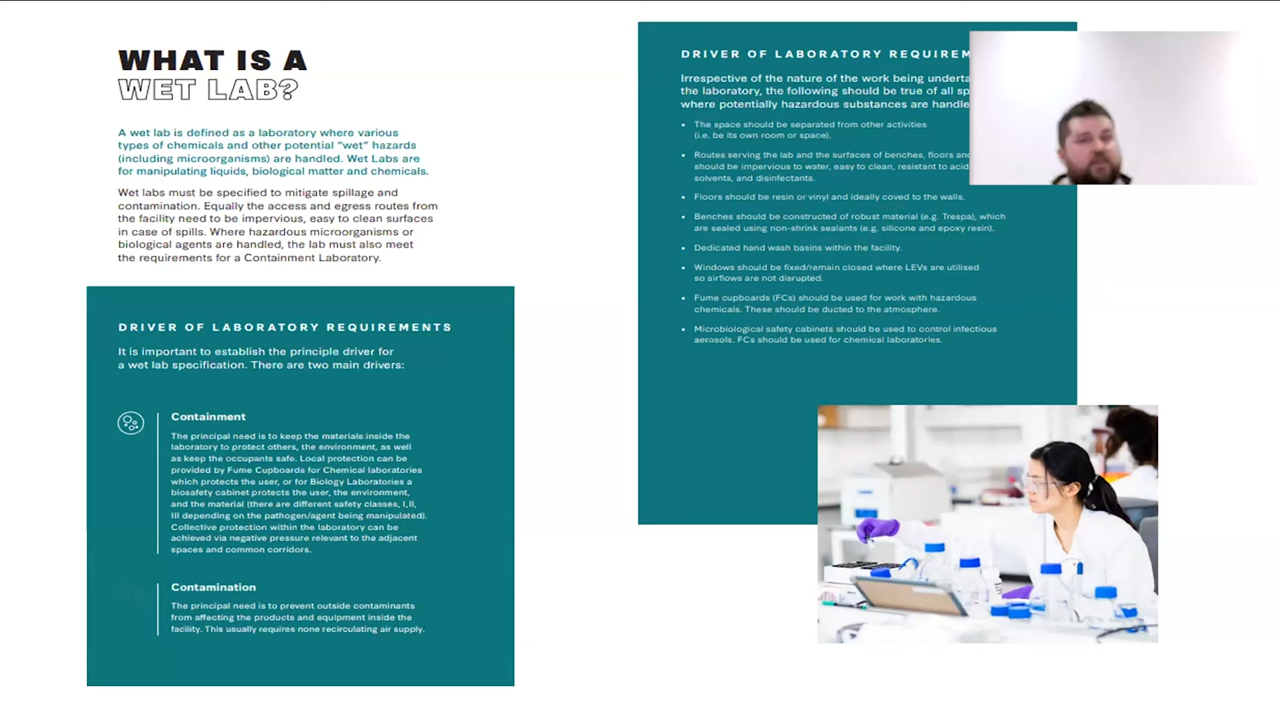 WHAT IS A
WET LAB?
A wet lab is defined as a laboratory where various
types of chemicals and other potential “wet” hazards
(including microorganisms) are handled. Wet Labs are
for manipulating liquids, biological matter and chemicals.
Wet labs must be specified to mitigate spillage and
contamination. Equally the access and egress routes from
the facility need to be impervious, easy to clean surfaces
in case of spills. Where hazardous microorganisms or
biological agents are handled, the lab must also meet
the requirements for a Containment Laboratory.
DRIVER OF LABORATORY REQUIREMENTS
It is important to establish the principle driver for
a wet lab specification. There are two main drivers:
Containment
The principal need is to keep the materials inside the
laboratory to protect others, the environment, as well
as keep the occupants safe. Local protection can be
provided by Fume Cupboards for Chemical laboratories
which protects the user, or for Biology Laboratories a
biosafety cabinet protects the user, the environment,
and the material (there are different safety classes, I,II,
III depending on the pathogen/agent being manipulated).
Collective protection within the laboratory can be
achieved via negative pressure relevant to the adjacent
spaces and common corridors.
Contamination
The principal need is to prevent outside contaminants
from affecting the products and equipment inside the
facility. This usually requires none recirculating air supply.
DRIVER OF LABORATORY REQUIREM
Irrespective of the nature of the work being underta
the laboratory, the following should be true of all sp
where potentially hazardous substances are handle
• The space should be separated from other activities
(i.e. be its own room or space).
• Routes serving the lab and the surfaces of benches, floors and
should be impervious to water, easy to clean, resistant to acid
solvents, and disinfectants.
• Floors should be resin or vinyl and ideally coved to the walls.
• Benches should be constructed of robust material (e.g. Trespa), which
are sealed using non-shrink sealants (e.g. silicone and epoxy resin).
• Dedicated hand wash basins within the facility.
• Windows should be fixed/remain closed where LEVs are utilised
so airflows are not disrupted.
• Fume cupboards (FCs) should be used for work with hazardous
chemicals. These should be ducted to the atmosphere.
• Microbiological safety cabinets should be used to control infectious
aerosols. FCs should be used for chemical laboratories.